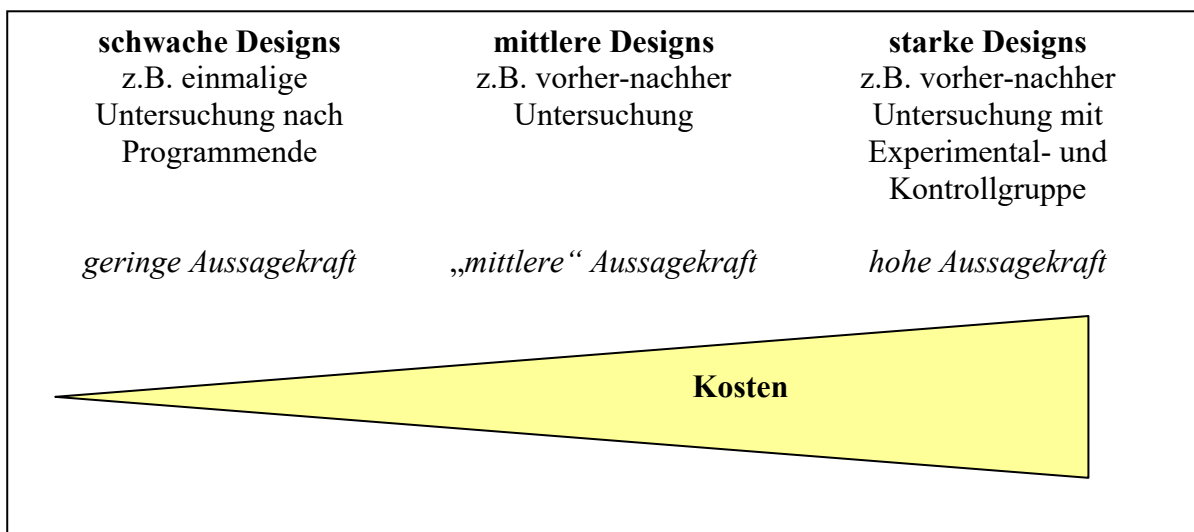 schwache Designs
z.B. einmalige
Untersuchung nach
Programmende
mittlere Designs
z.B. vorher-nachher
Untersuchung
starke Designs
z.B. vorher-nachher
Untersuchung mit
Experimental- und
Kontrollgruppe
geringe Aussagekraft
„mittlere“ Aussagekraft
hohe Aussagekraft
Kosten